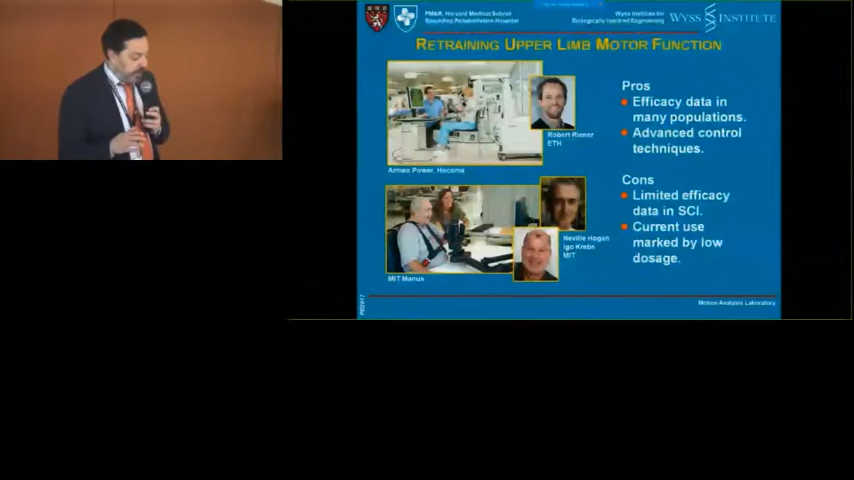 PM&R, Harvard Medical School
Spaulding Rehabilitation Hospital
Wyss Institute for
Biologically Inspired Engineering
WYSS INSTITUTE
RETRAINING UPPER LIMB MOTOR FUNCTION
Robert Riener
ETH
Armeo Power, Hocoma
Neville Hogan
Igo Krebs
MIT
MIT Manus
Pros
Efficacy data in
many populations.
Advanced control
techniques.
Cons
Limited efficacy
data in SCI.
Current use
marked by low
dosage.
Motion Analysis Laboratory